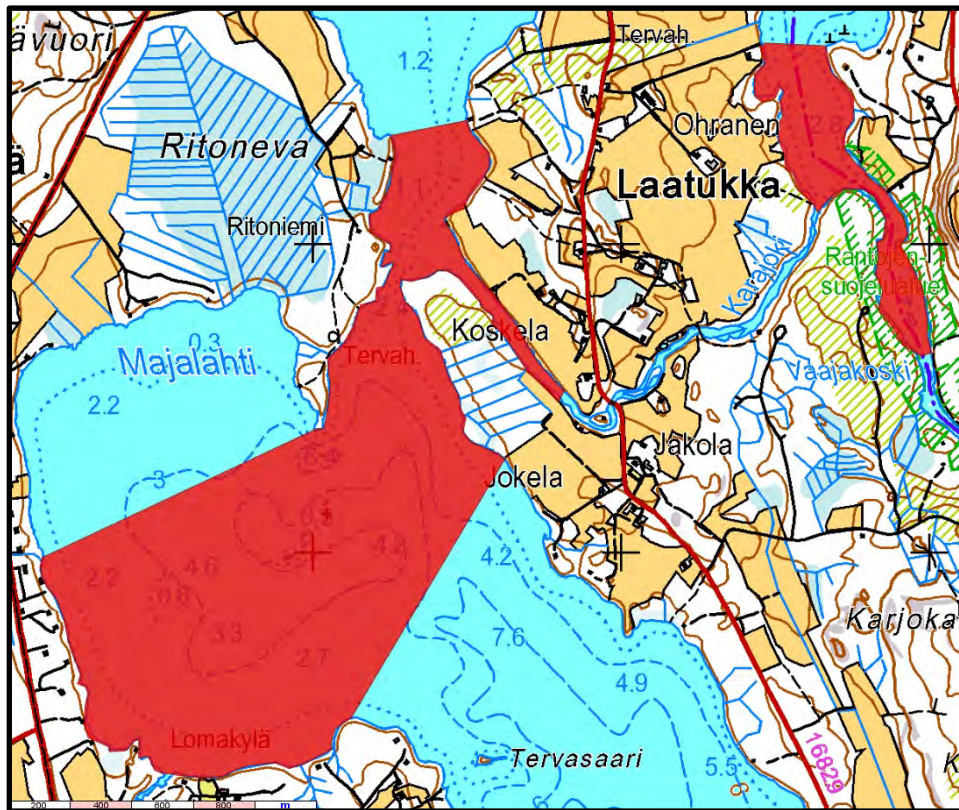 ävuori
1.2
Tervah.
Ohranen
2.8
Ritoneva
Laatukka
1.1
Ritoniemi
Karajoki
Rantojen-
suojelualue
2.4
Koskela
0.3
Tervah.
Majalahti
Vaajakoski
2.2
3
Jakola
Jokela
4.2
2.2
4.6
Karjoka
3.3
7.6
2.7
4.9
Lomakylä
16829
Tervasaari
5.5
K
6
200 400 600 800 m